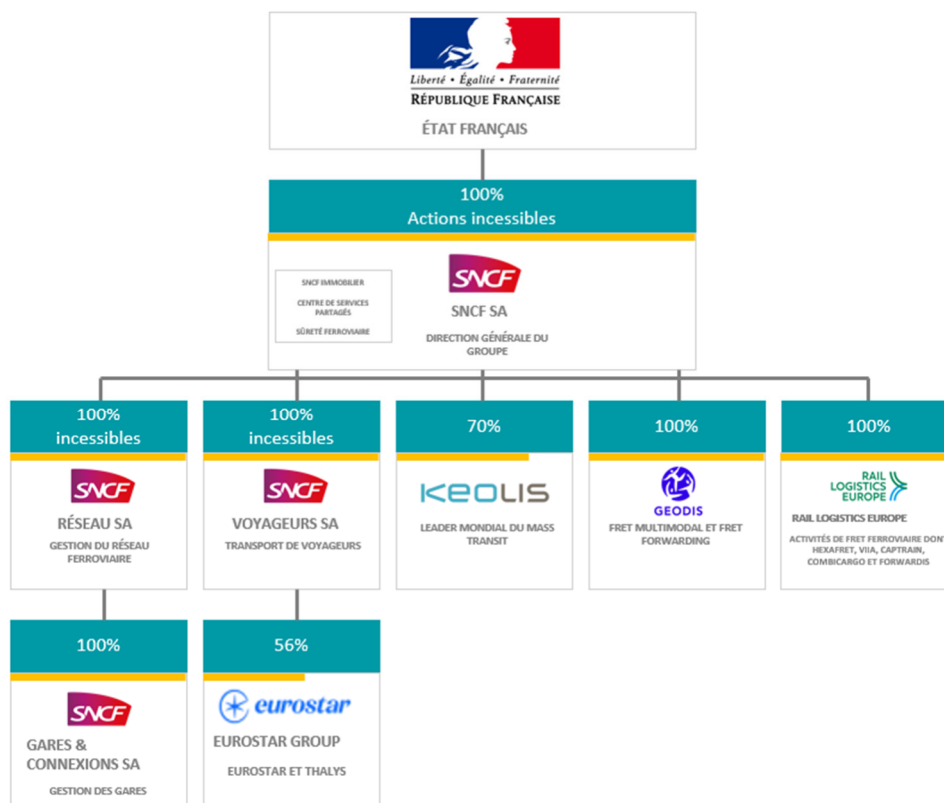 Liberté • Égalité • Fraternité
RÉPUBLIQUE FRANÇAISE
ÉTAT FRANÇAIS
100%
Actions incessibles
SNCF IMMOBILIER
CENTRE DE SERVICES
PARTAGÉS
SÛRETÉ FERROVIAIRE
SNCF
SNCF SA
DIRECTION GÉNÉRALE DU
GROUPE
100%
incessibles
SNCF
RÉSEAU SA
GESTION DU RÉSEAU
FERROVIAIRE
100%
incessibles
SNCF
VOYAGEURS SA
TRANSPORT DE VOYAGEURS
70%
KEOLIS
LEADER MONDIAL DU MASS
TRANSIT
100%
GEODIS
FRET MULTIMODAL ET FRET
FORWARDING
100%
RAIL
LOGISTICS
EUROPE
RAIL LOGISTICS EUROPE
ACTIVITÉS DE FRET FERROVIAIRE DONT
HEXAFRET, VIIA, CAPTRAIN,
COMBICARGO ET FORWARDIS
100%
SNCF
GARES &
CONNEXIONS SA
GESTION DES GARES
56%
eurostar
EUROSTAR GROUP
EUROSTAR ET THALYS